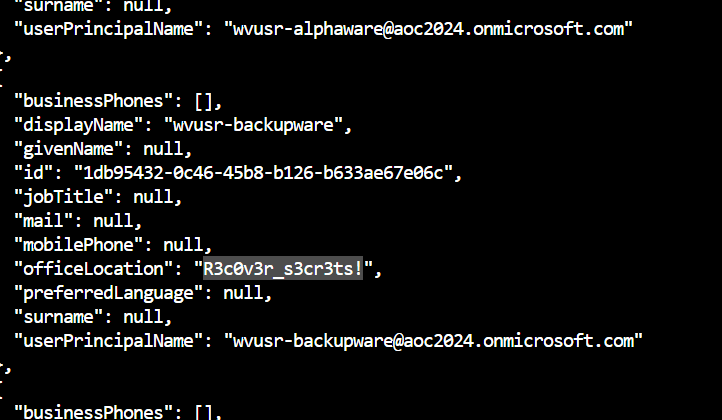 "surname": null,
"userPrincipalName": "wvusr-alphaware@aoc2024.onmicrosoft.com"
},
{
"businessPhones": [],
"displayName": "wvusr-backupware",
"givenName": null,
"id": "1db95432-0c46-45b8-b126-b633ae67e06c",
"jobTitle": null,
"mail": null,
"mobilePhone": null,
"officeLocation": "R3c0v3r_s3cr3ts!",
"preferredLanguage": null,
"surname": null,
"userPrincipalName": "wvusr-backupware@aoc2024.onmicrosoft.com"
},
{
"businessPhones": [],